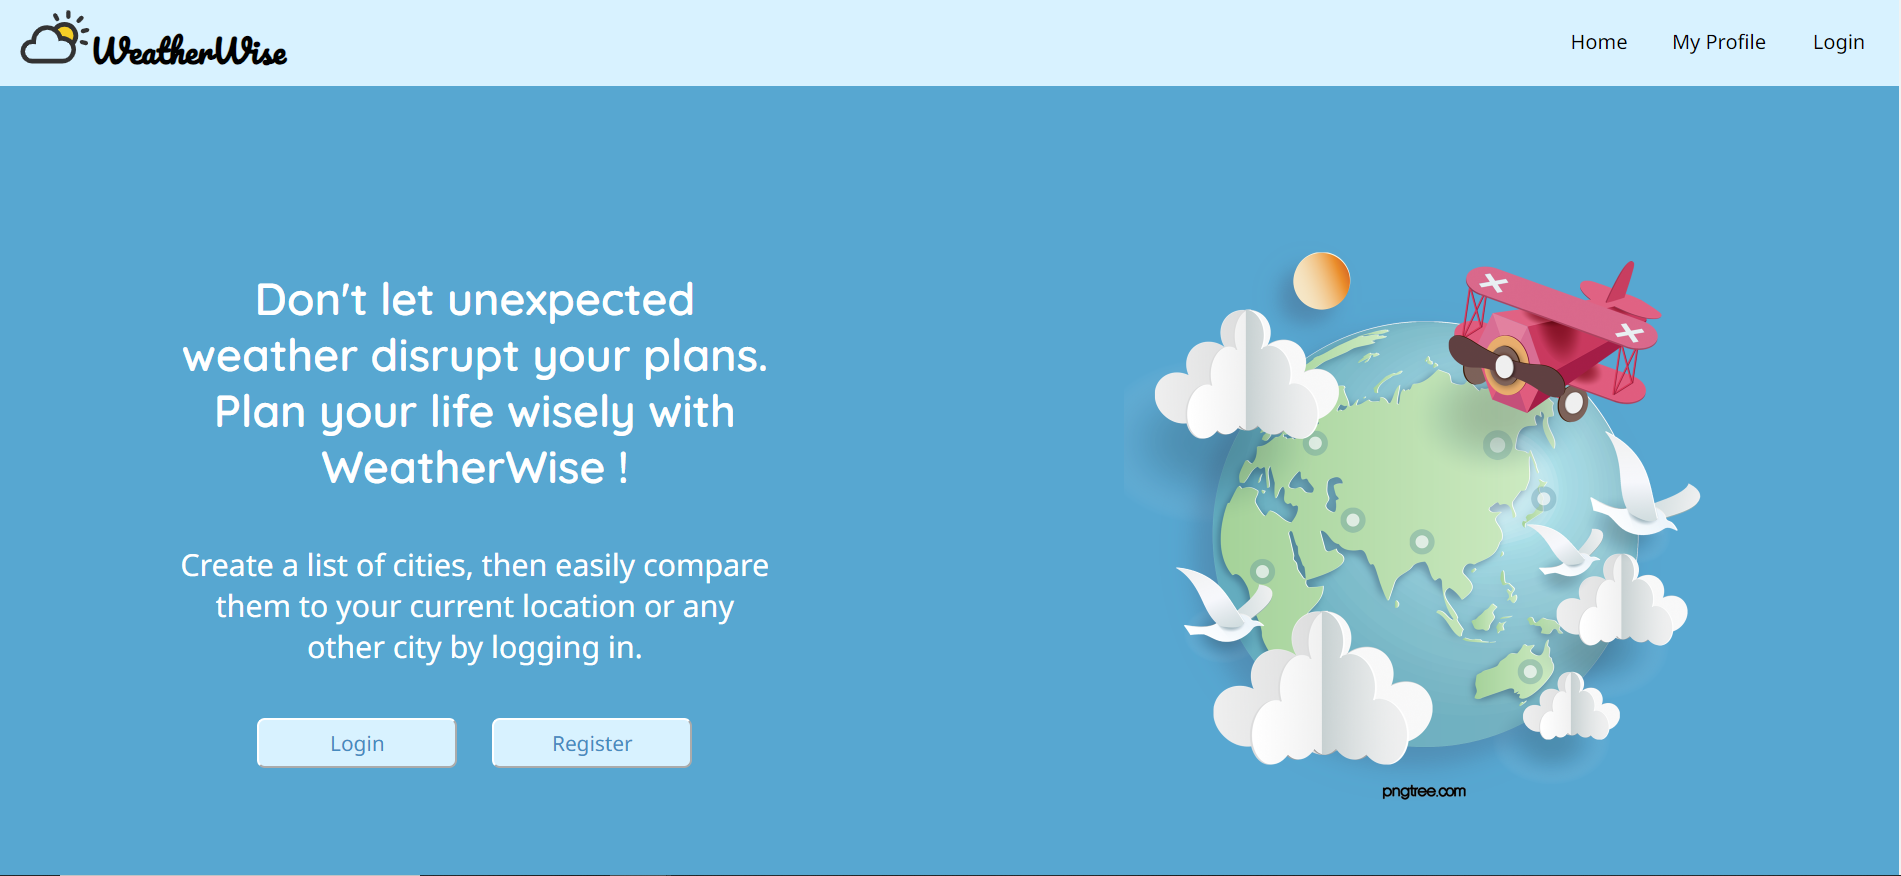 WeatherWise
Home
My Profile
Login
Don't let unexpected
weather disrupt your plans.
Plan your life wisely with
WeatherWise !
Create a list of cities, then easily compare
them to your current location or any
other city by logging in.
Login
Register
pngtree.com